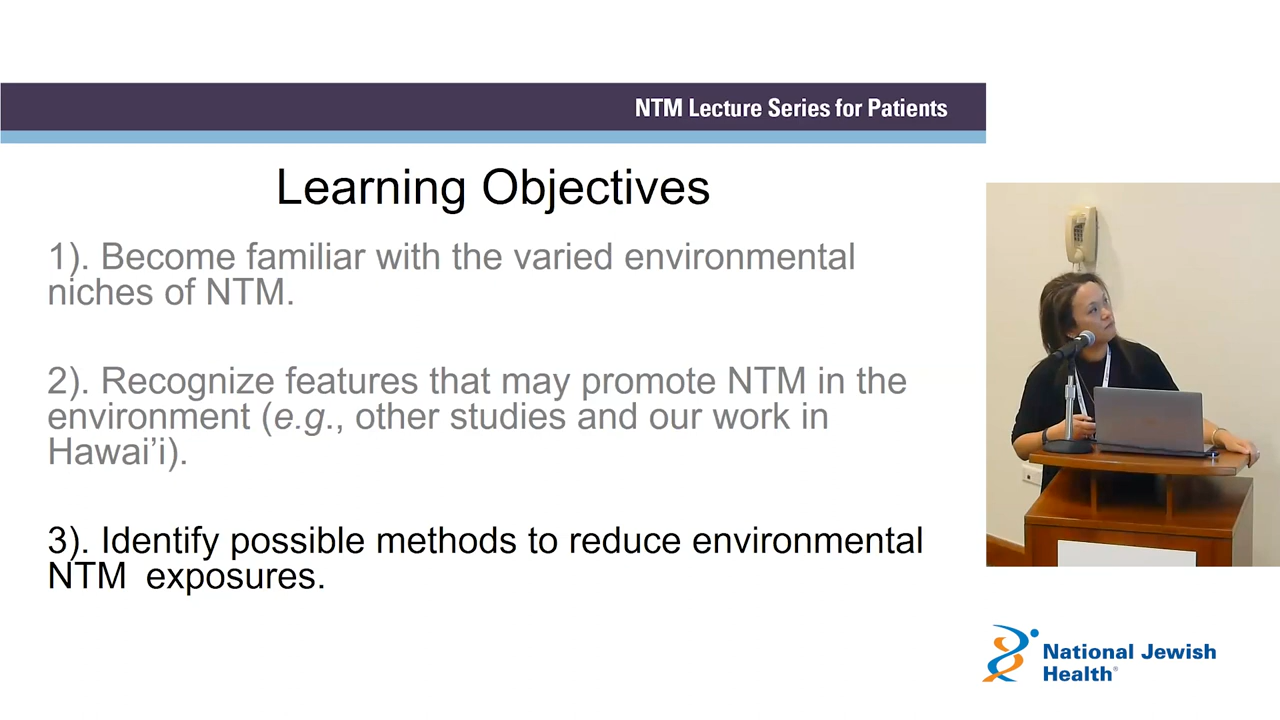 NTM Lecture Series for Patients
Learning Objectives
1). Become familiar with the varied environmental
niches of NTM.
2). Recognize features that may promote NTM in the
environment (e.g., other studies and our work in
Hawai’i).
3). Identify possible methods to reduce environmental
NTM  exposures.
National Jewish
Health®